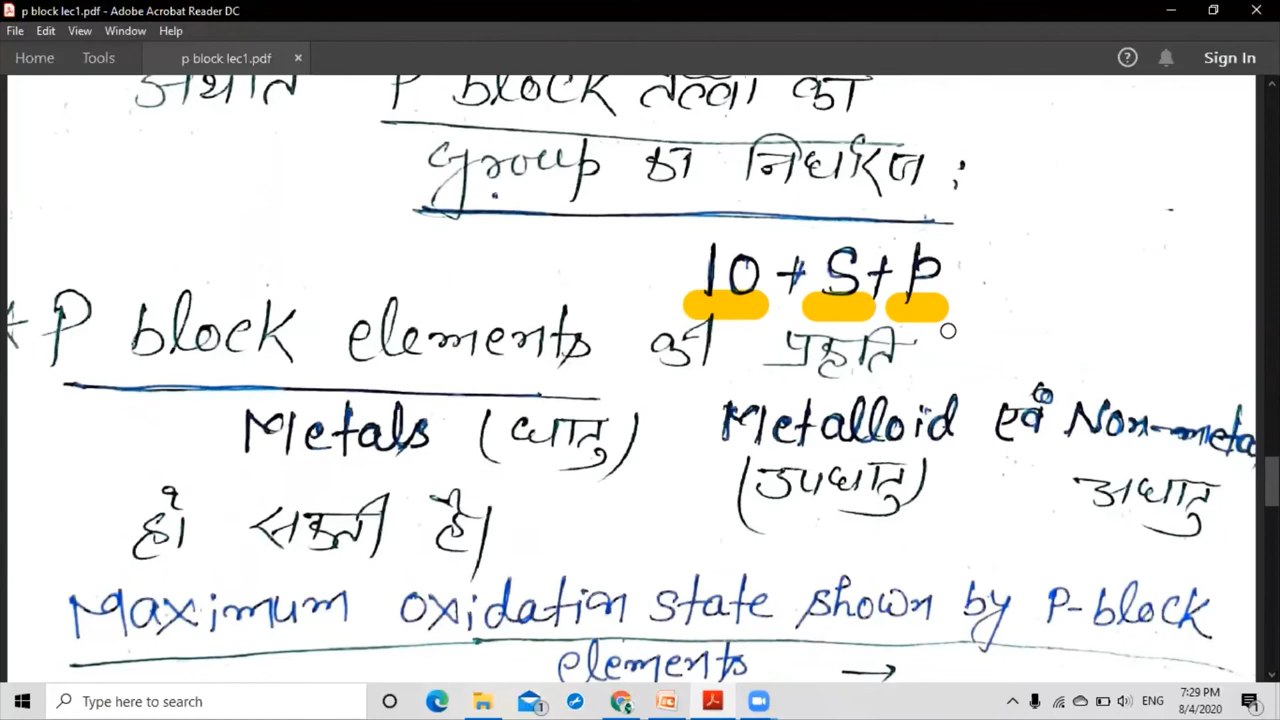 p block lec1.pdf - Adobe Acrobat Reader DC
File Edit View Window Help
Home Tools p block lec1.pdf × Sign In
अर्थात P block तत्वों का
group का निर्धारण :
10 + S + P
* P block elements की प्रकृति
Metals (धातु) Metalloid एवं Non-meta
(उपधातु) अधातु
हो सकती है।
Maximum oxidation state shown by P-block
elements →
Type here to search
ENG 7:29 PM
8/4/2020